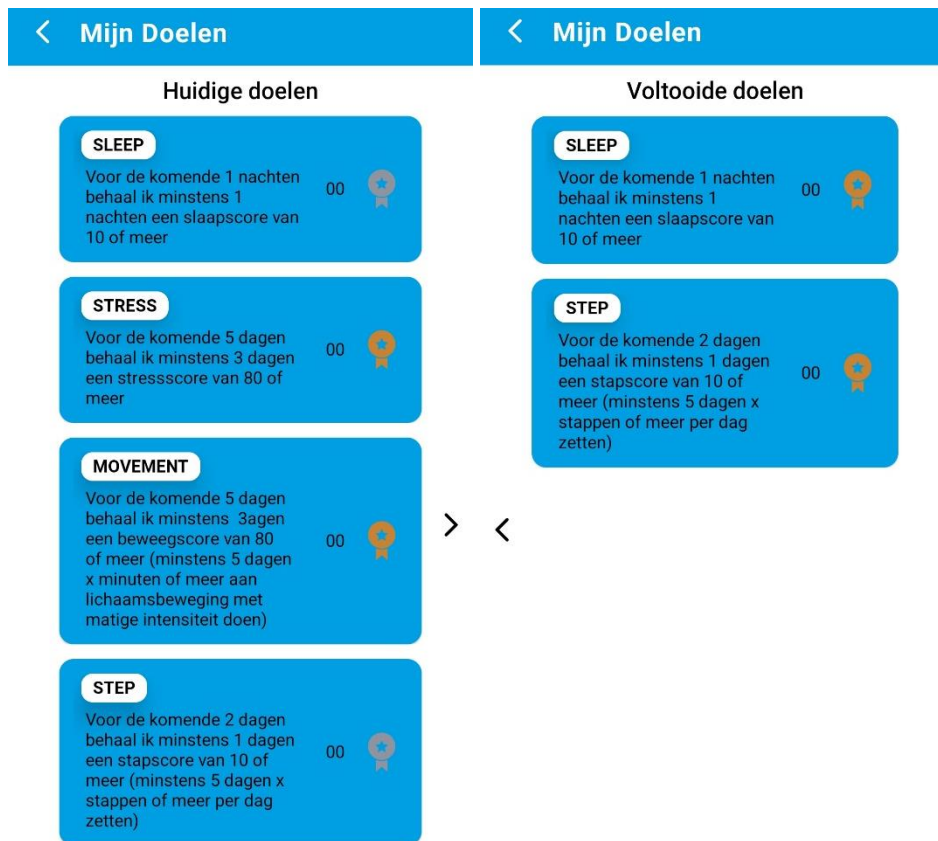 Mijn Doelen
Huidige doelen
SLEEP
Voor de komende 1 nachten
behaal ik minstens 1
nachten een slaapscore van
10 of meer
00
STRESS
Voor de komende 5 dagen
behaal ik minstens 3 dagen
een stressscore van 80 of
meer
00
MOVEMENT
Voor de komende 5 dagen
behaal ik minstens 3agen
een beweegscore van 80
of meer (minstens 5 dagen
x minuten of meer aan
lichaamsbeweging met
matige intensiteit doen)
00
STEP
Voor de komende 2 dagen
behaal ik minstens 1 dagen
een stapscore van 10 of
meer (minstens 5 dagen x
stappen of meer per dag
zetten)
00
Mijn Doelen
Voltooide doelen
SLEEP
Voor de komende 1 nachten
behaal ik minstens 1
nachten een slaapscore van
10 of meer
00
STEP
Voor de komende 2 dagen
behaal ik minstens 1 dagen
een stapscore van 10 of
meer (minstens 5 dagen x
stappen of meer per dag
zetten)
00